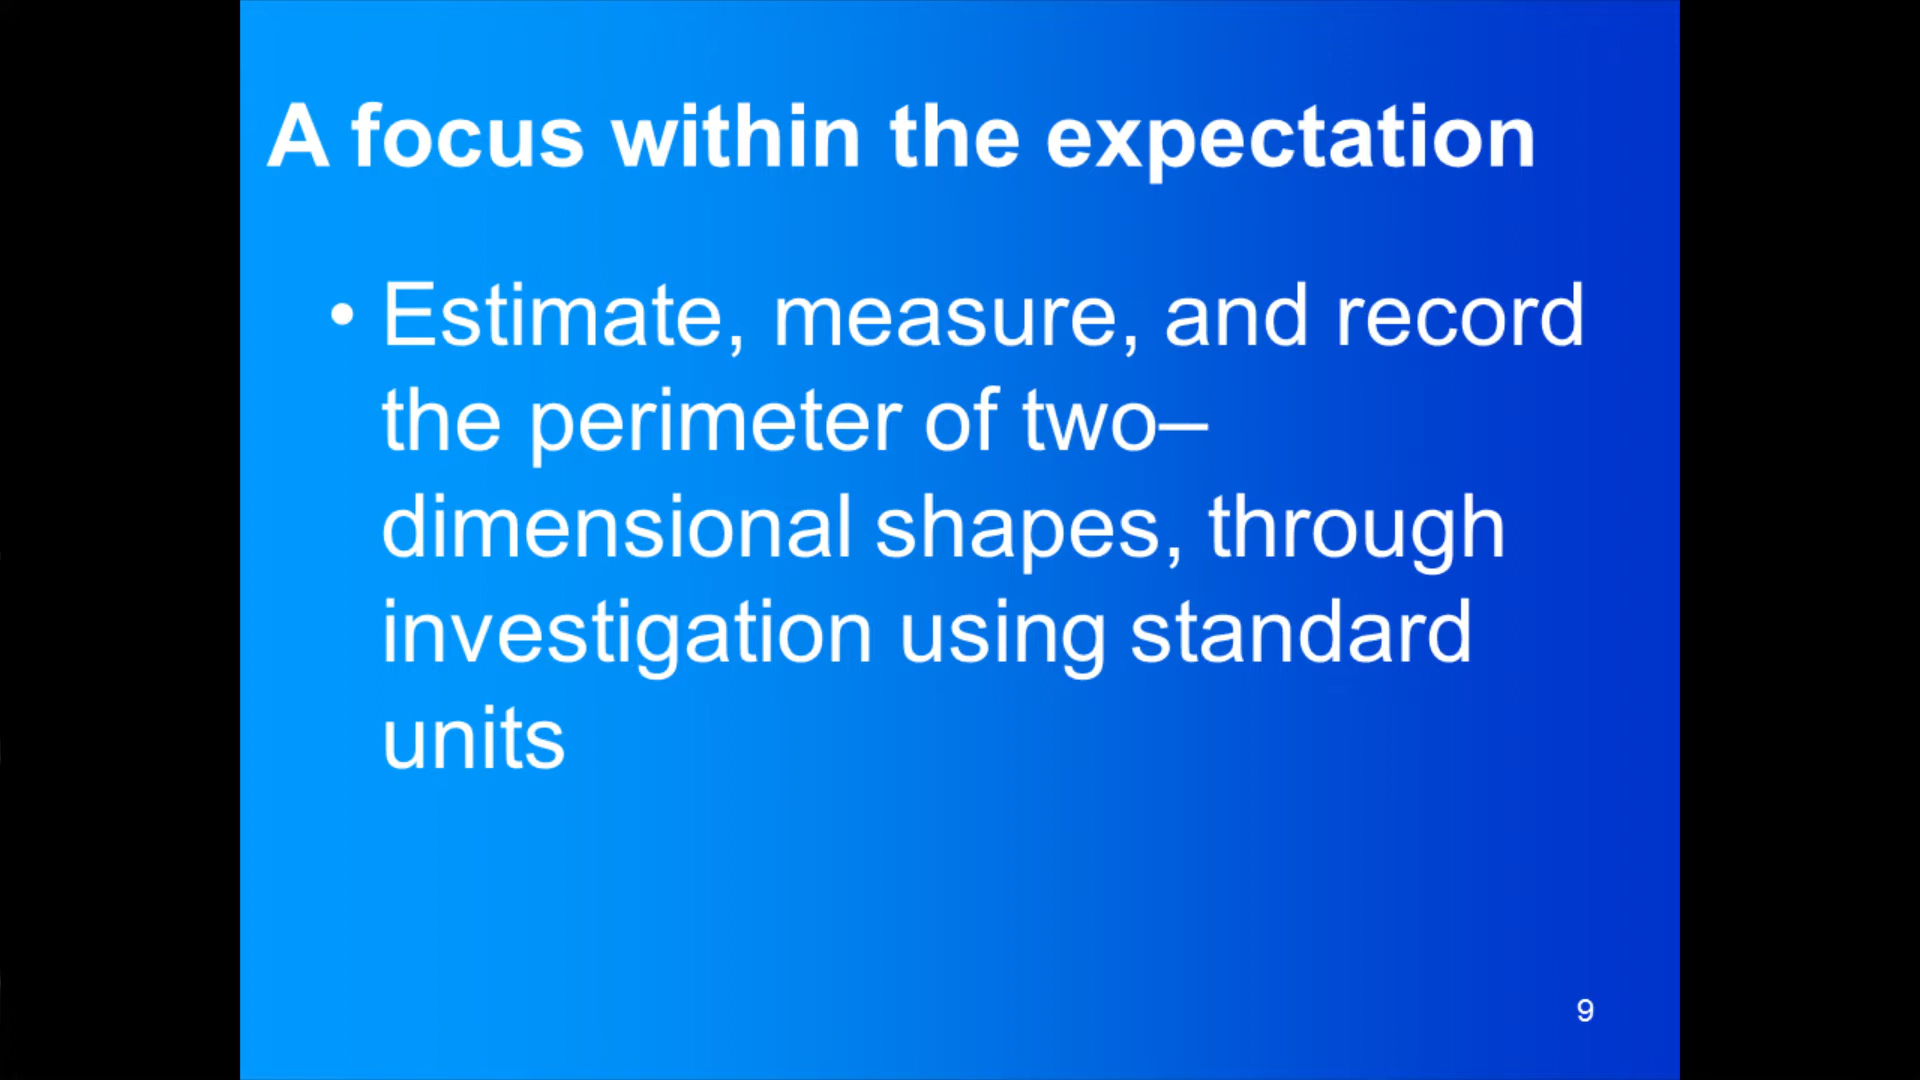 A focus within the expectation
• Estimate, measure, and record
the perimeter of two–
dimensional shapes, through
investigation using standard
units
9